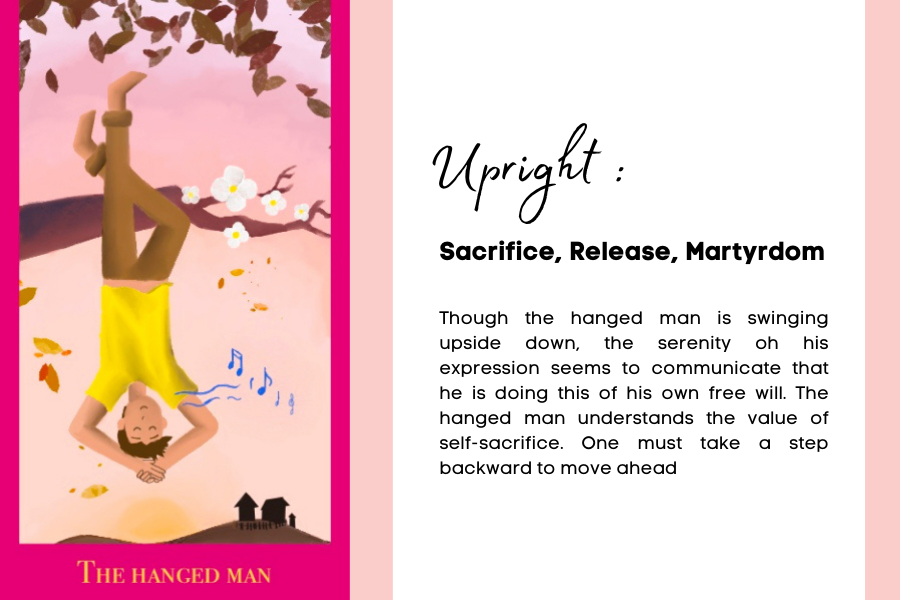 THE HANGED MAN
Upright :
Sacrifice, Release, Martyrdom
Though the hanged man is swinging
upside down, the serenity oh his
expression seems to communicate that
he is doing this of his own free will. The
hanged man understands the value of
self-sacrifice. One must take a step
backward to move ahead